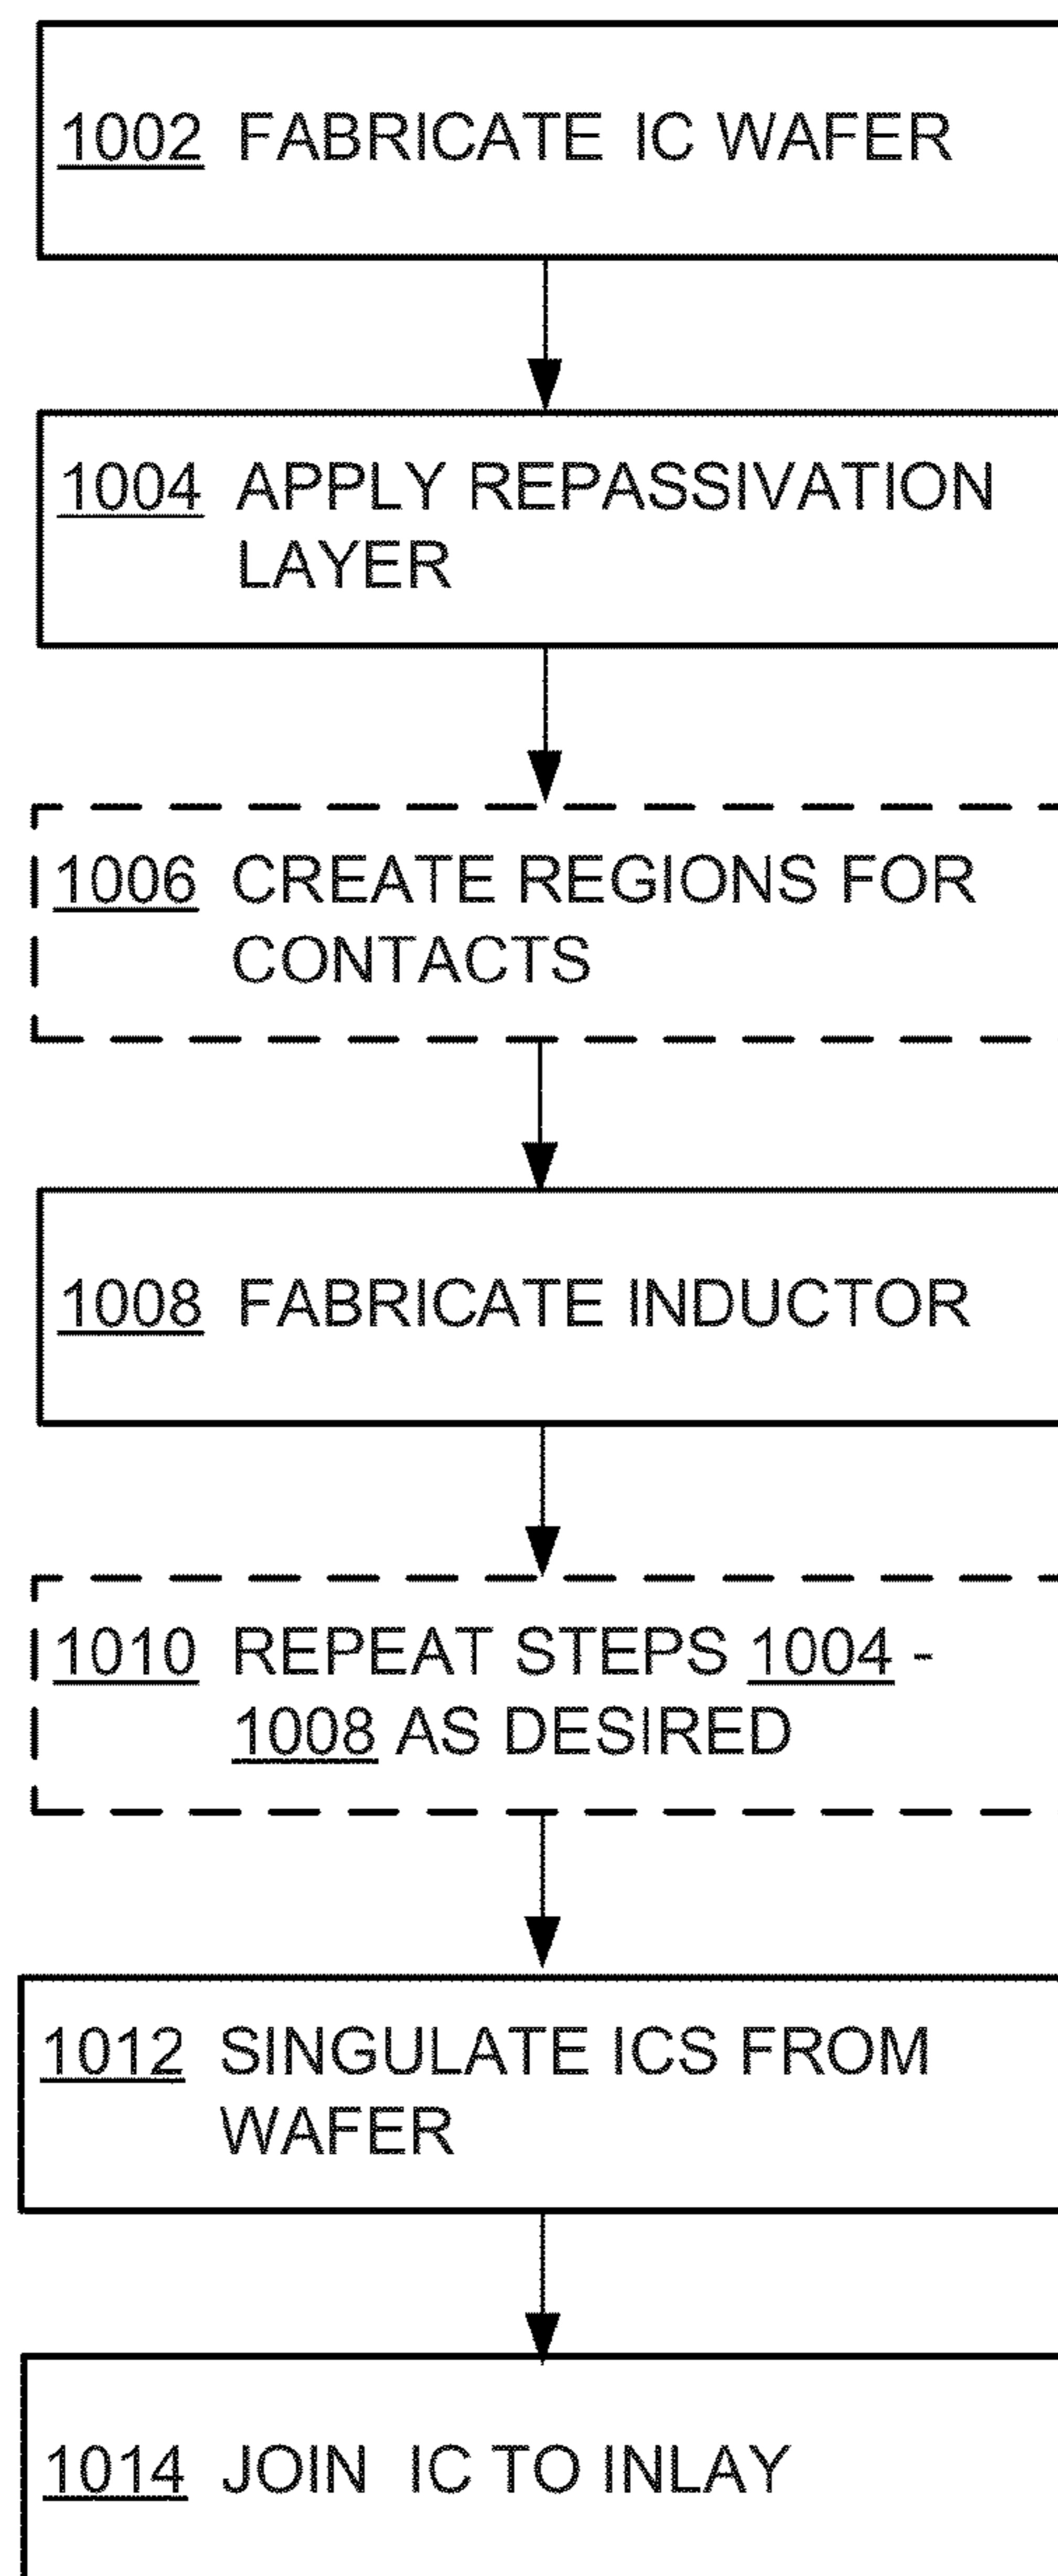 1002 FABRICATE IC WAFER
1004 APPLY REPASSIVATION
LAYER
1006 CREATE REGIONS FOR
CONTACTS
1008 FABRICATE INDUCTOR
1010 REPEAT STEPS 1004 -
1008 AS DESIRED
1012 SINGULATE ICS FROM
WAFER
1014 JOIN IC TO INLAY